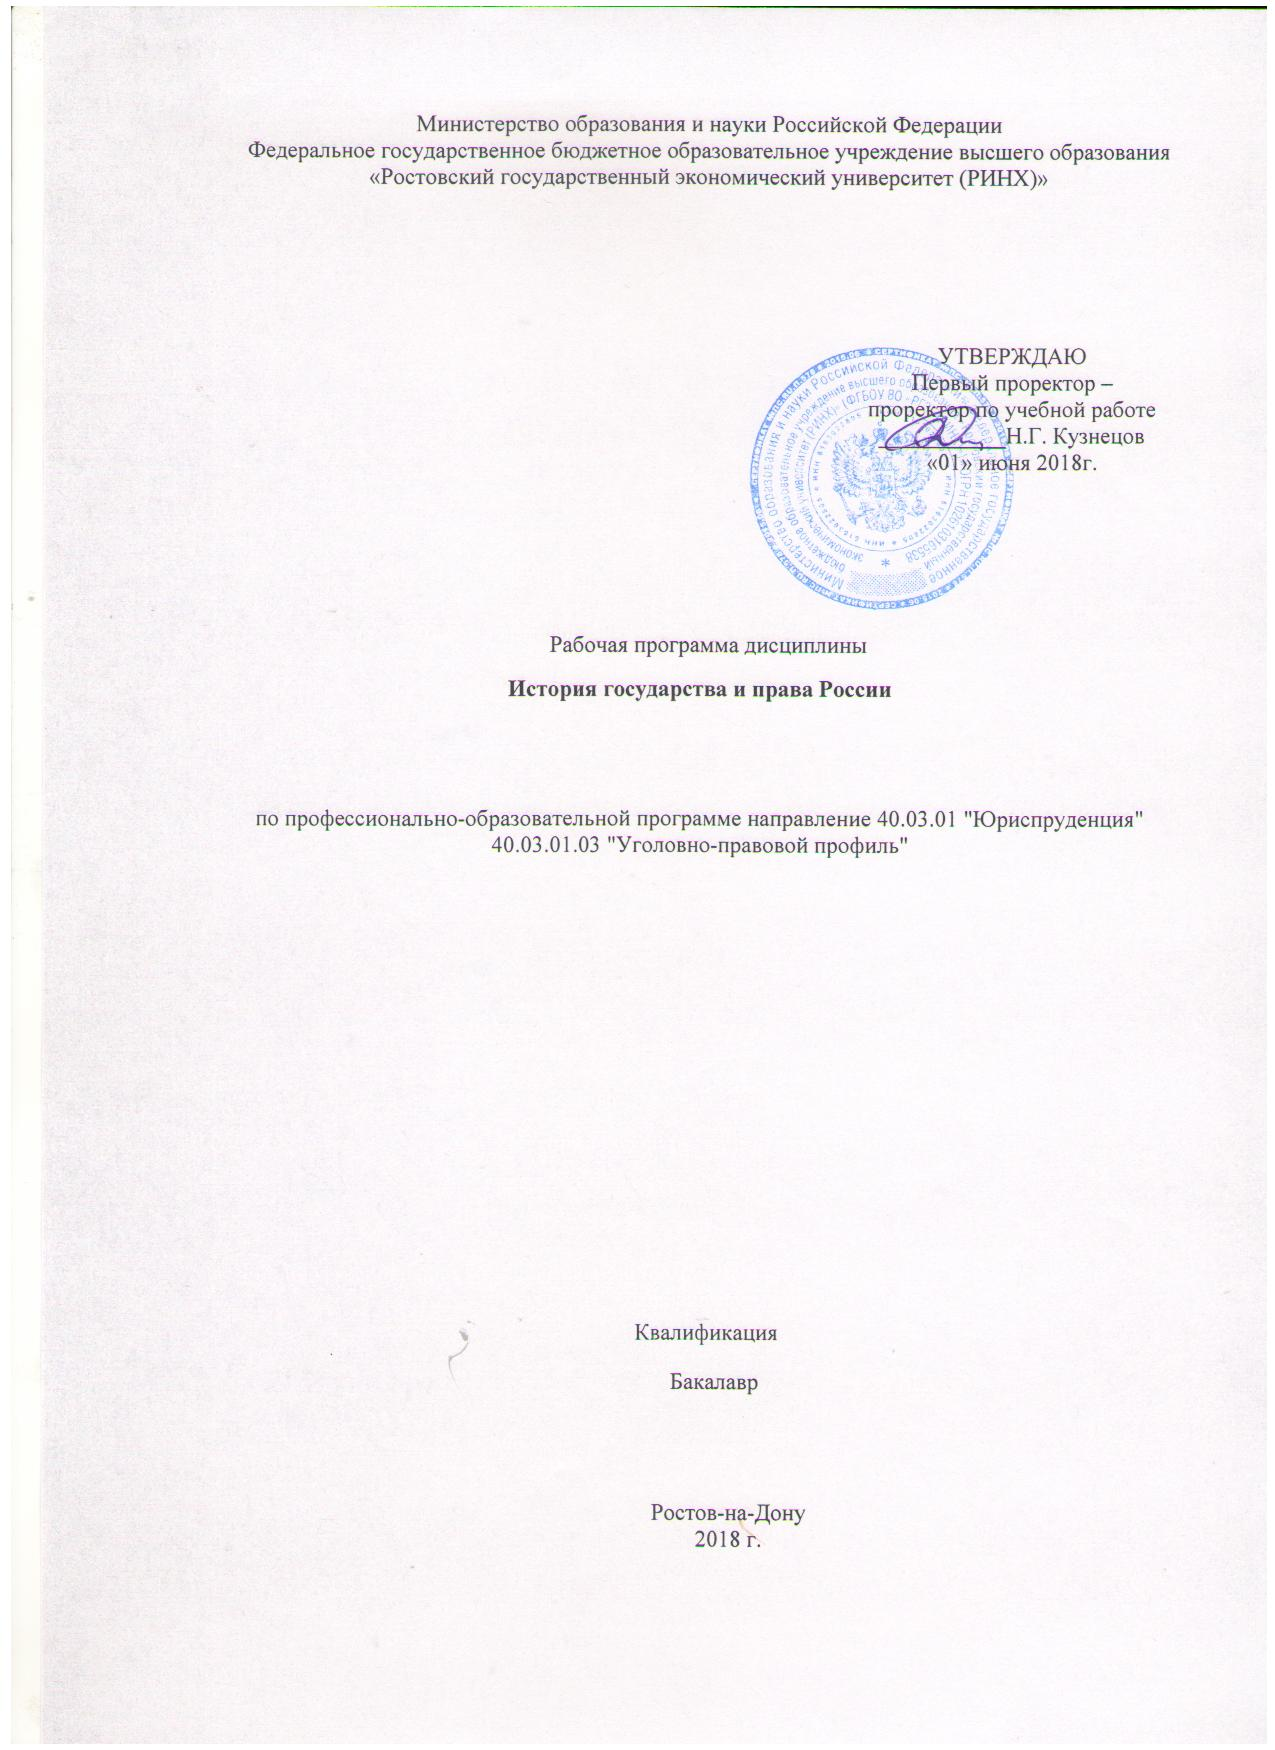 Министерство образования и науки Российской Федерации
Федеральное государственное бюджетное образовательное учреждение высшего образования
«Ростовский государственный экономический университет (РИНХ)»
УТВЕРЖДАЮ
Первый проректор –
проректор по учебной работе
Н.Г. Кузнецов
«01» июня 2018г.
Рабочая программа дисциплины
История государства и права России
по профессионально-образовательной программе направление 40.03.01 "Юриспруденция"
40.03.01.03 "Уголовно-правовой профиль"
Квалификация
Бакалавр
Ростов-на-Дону
2018 г.